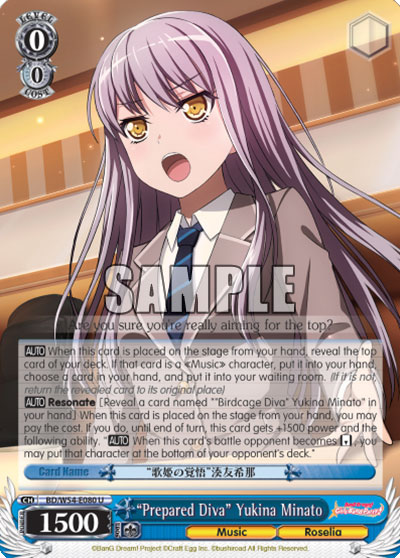 LEVEL
0
0
COST
SAMPLE
Are you sure you're really aiming for the top?
AUTO When this card is placed on the stage from your hand, reveal the top
card of your deck. If that card is a «Music» character, put it into your hand,
choose a card in your hand, and put it into your waiting room. (If it is not,
return the revealed card to its original place)
AUTO Resonate [Reveal a card named ""Birdcage Diva" Yukina Minato" in
your hand] When this card is placed on the stage from your hand, you may
pay the cost. If you do, until end of turn, this card gets +1500 power and the
following ability. "AUTO When this card's battle opponent becomes [ ], you
may put that character at the bottom of your opponent's deck."
Card Name
“歌姫の覚悟”湊友希那
CH
BD/W54-E080 U
POWER
1500
“Prepared Diva” Yukina Minato
Music
Roselia
©BanG Dream! Project ©Craft Egg Inc. ©bushiroad All Rights Reserved.